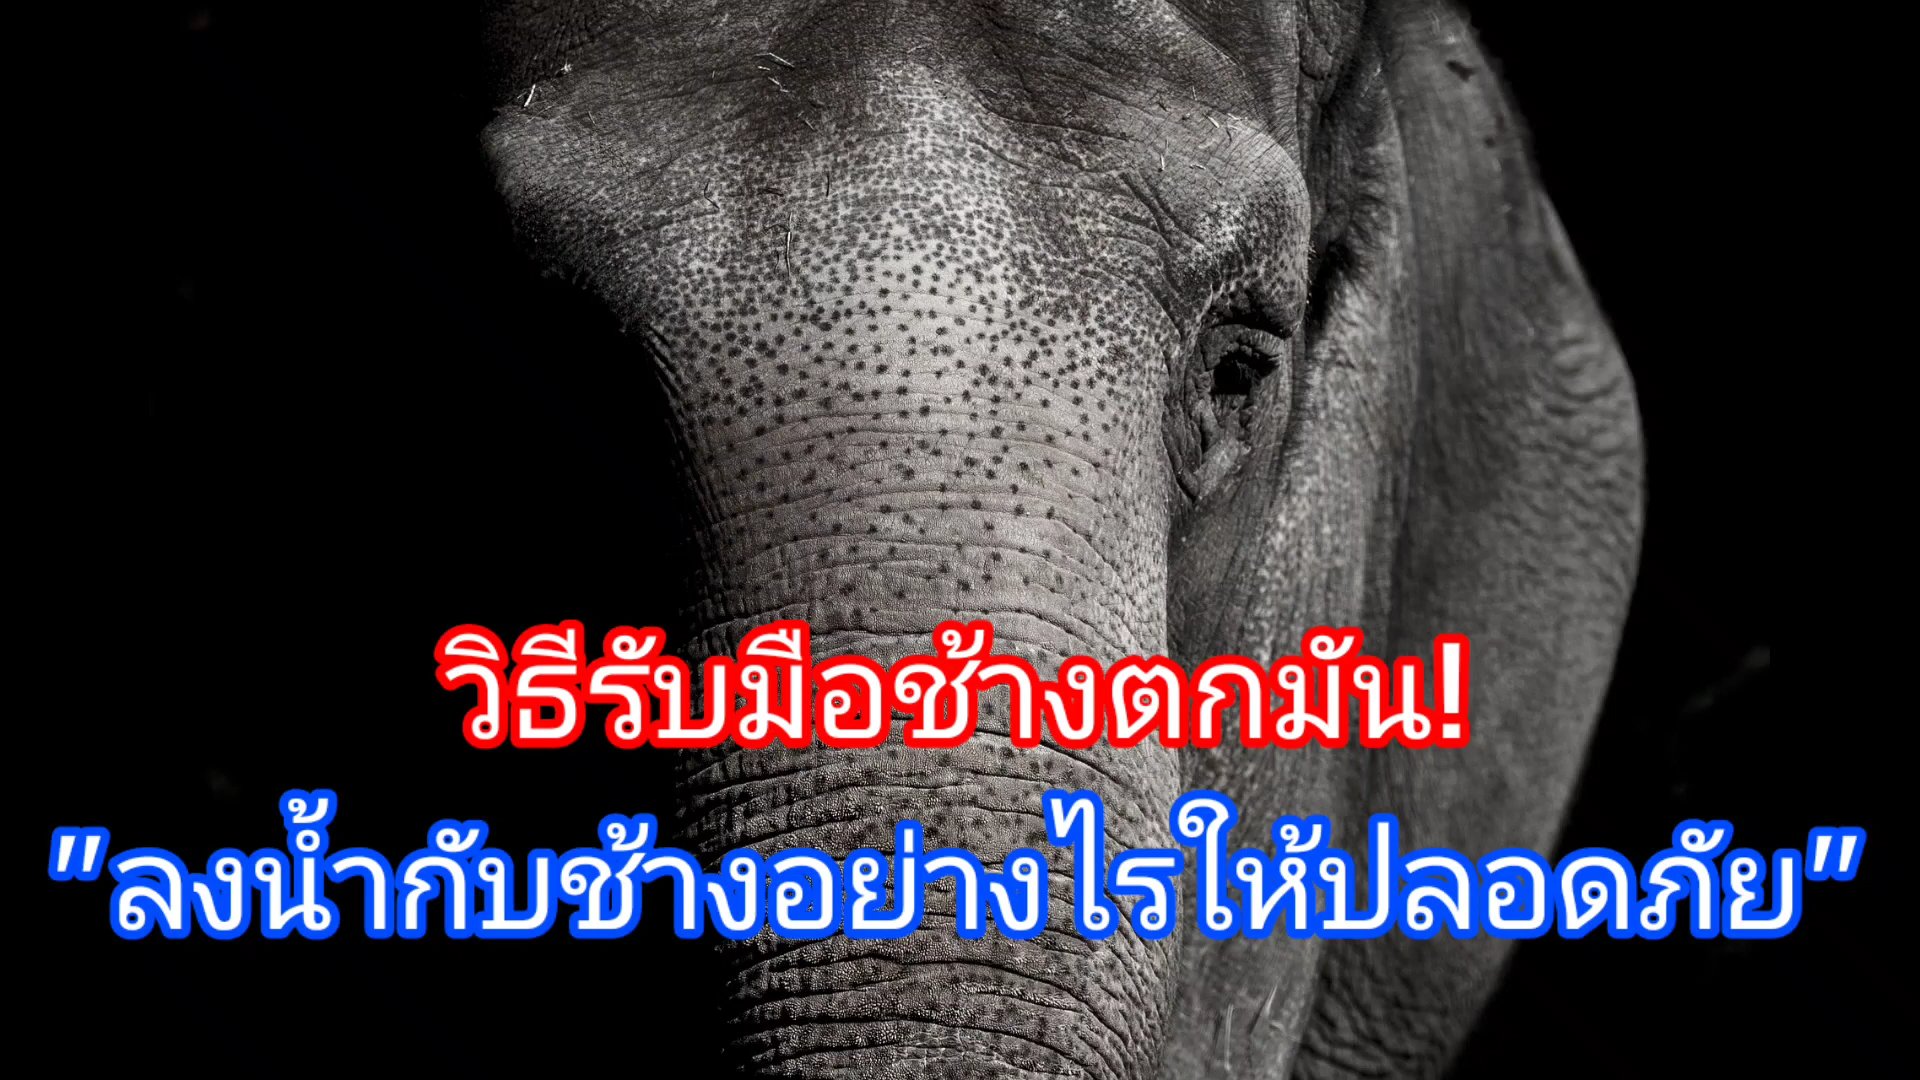 วิธีรับมือช้างตกมัน!
"ลงน้ำกับช้างอย่างไรให้ปลอดภัย"